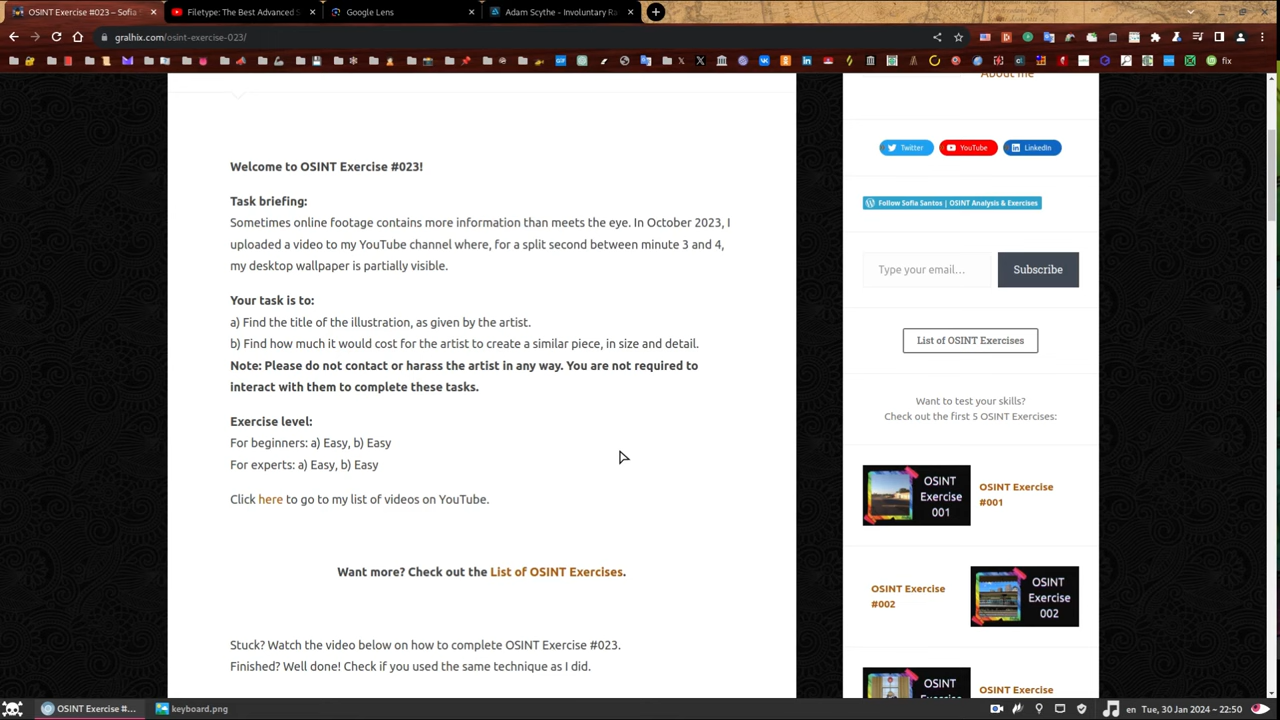 OSINT Exercise #023 – Sofia
Filetype: The Best Advanced S
Google Lens
Adam Scythe - Involuntary Ra
gralhix.com/osint-exercise-023/
fix
About me
Welcome to OSINT Exercise #023!
Task briefing:
Sometimes online footage contains more information than meets the eye. In October 2023, I
uploaded a video to my YouTube channel where, for a split second between minute 3 and 4,
my desktop wallpaper is partially visible.
Your task is to:
a) Find the title of the illustration, as given by the artist.
b) Find how much it would cost for the artist to create a similar piece, in size and detail.
Note: Please do not contact or harass the artist in any way. You are not required to
interact with them to complete these tasks.
Exercise level:
For beginners: a) Easy, b) Easy
For experts: a) Easy, b) Easy
Click here to go to my list of videos on YouTube.
Want more? Check out the List of OSINT Exercises.
Stuck? Watch the video below on how to complete OSINT Exercise #023.
Finished? Well done! Check if you used the same technique as I did.
Twitter
YouTube
LinkedIn
Follow Sofia Santos | OSINT Analysis & Exercises
Type your email…
Subscribe
List of OSINT Exercises
Want to test your skills?
Check out the first 5 OSINT Exercises:
OSINT
Exercise
001
OSINT Exercise
#001
OSINT Exercise
#002
OSINT
Exercise
002
OSINT
Exercise
OSINT Exercise
OSINT Exercise #...
keyboard.png
en
Tue, 30 Jan 2024 ~ 22:50